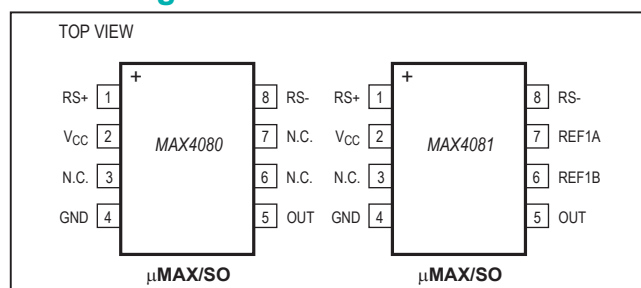 TOP VIEW
+
RS+ 1 8 RS-
VCC 2 7 N.C.
MAX4080
N.C. 3 6 N.C.
GND 4 5 OUT
μMAX/SO
+
RS+ 1 8 RS-
VCC 2 7 REF1A
MAX4081
N.C. 3 6 REF1B
GND 4 5 OUT
μMAX/SO